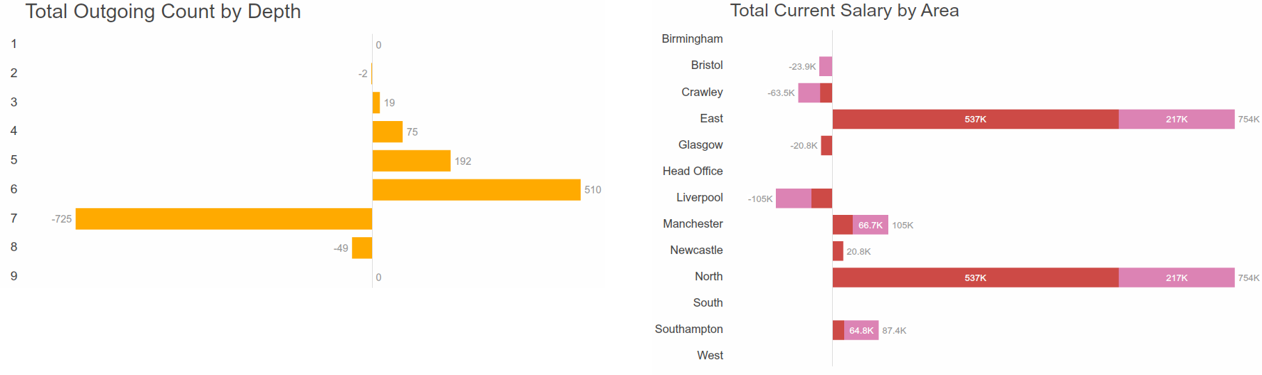 Total Outgoing Count by Depth
1 0
2 -2
3 19
4 75
5 192
6 510
7 -725
8 -49
9 0
Total Current Salary by Area
Birmingham
Bristol -23.9K
Crawley -63.5K
East 537K 217K 754K
Glasgow -20.8K
Head Office
Liverpool -105K
Manchester 66.7K 105K
Newcastle 20.8K
North 537K 217K 754K
South
Southampton 64.8K 87.4K
West